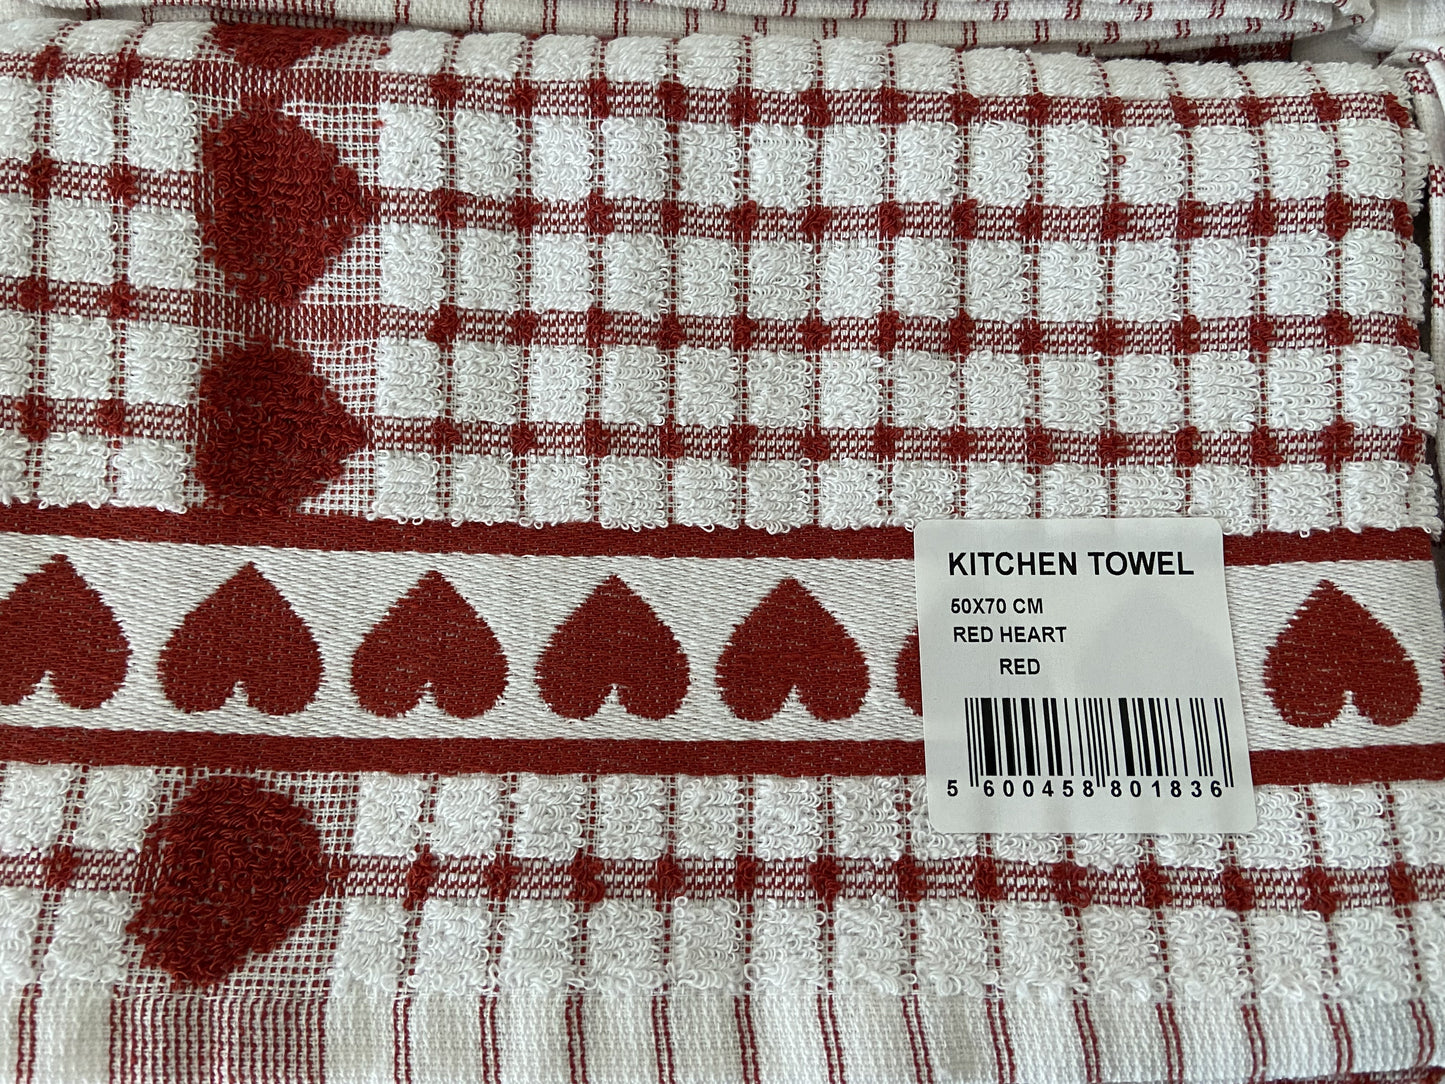 KITCHEN TOWEL
50X70 CM
RED HEART
RED
5 600458 801836